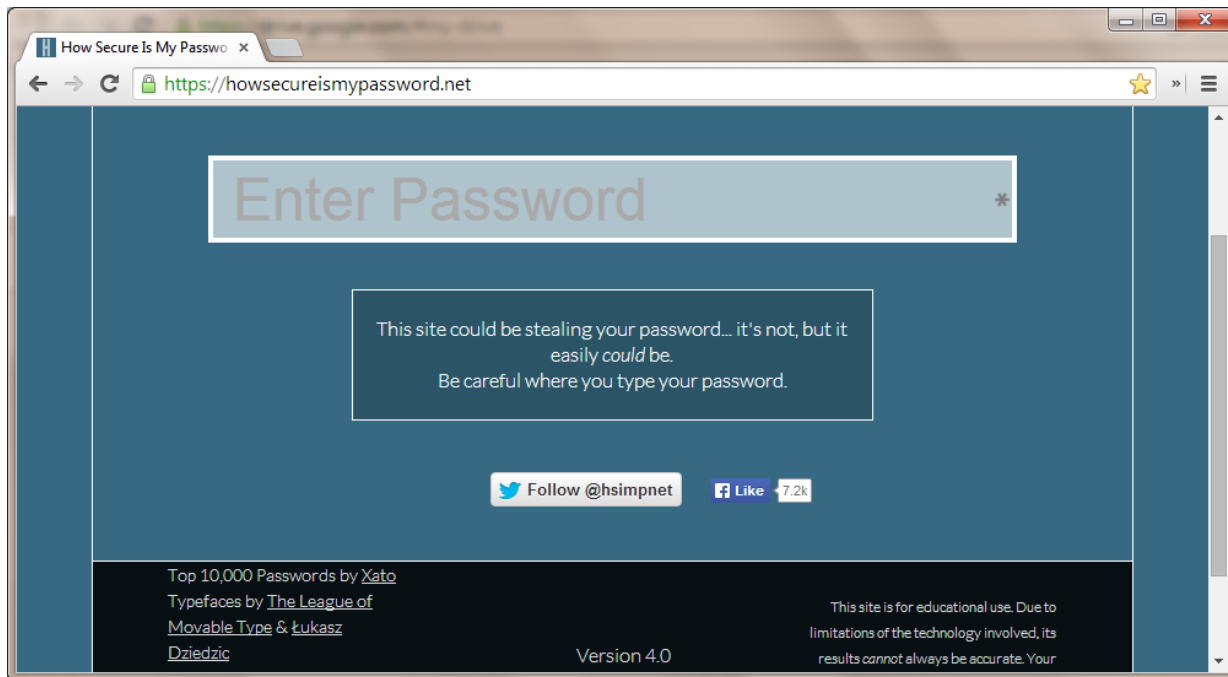 How Secure Is My Passwo
https://howsecureismypassword.net
Enter Password
*
This site could be stealing your password... it's not, but it
easily could be.
Be careful where you type your password.
Follow @hsimpnet
Like
7.2k
Top 10,000 Passwords by Xato
Typefaces by The League of
Movable Type & Łukasz
Dziedzic
Version 4.0
This site is for educational use. Due to
limitations of the technology involved, its
results cannot always be accurate. Your